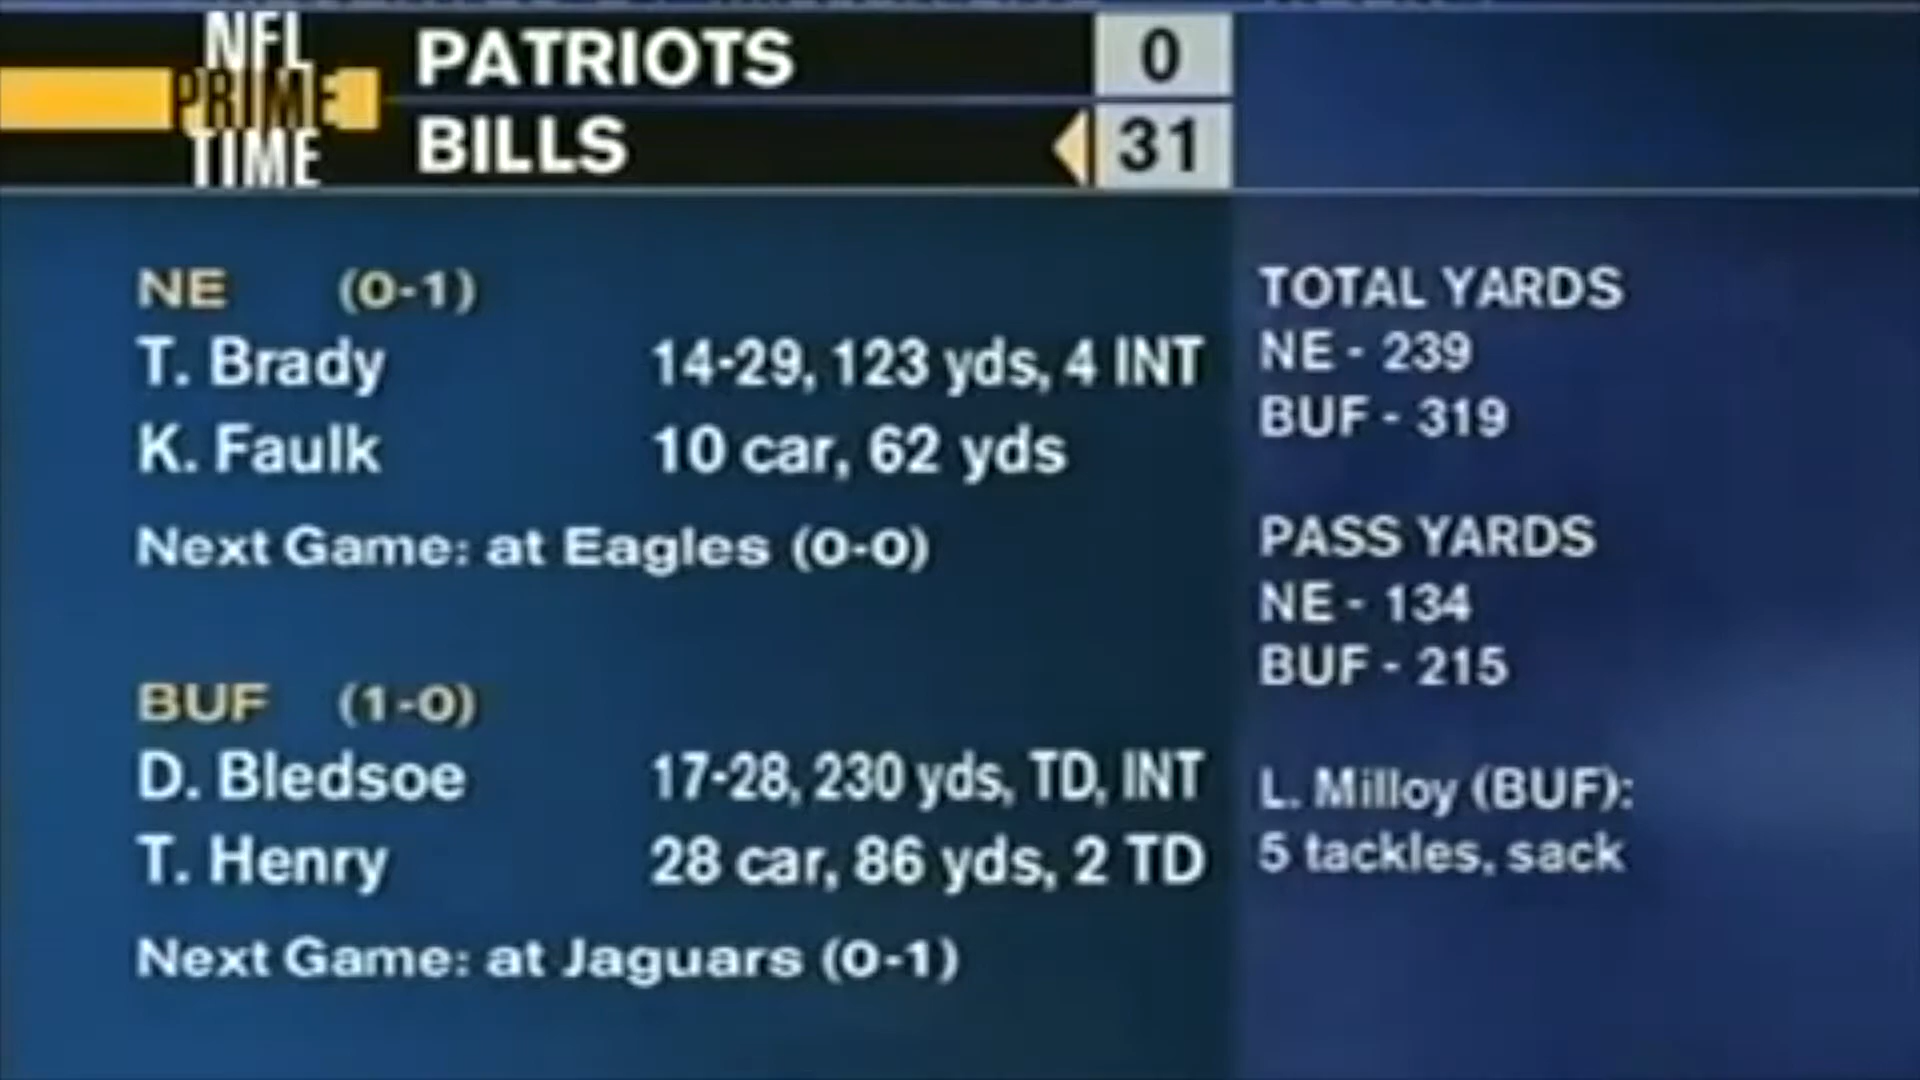 NFL
PRIME
TIME
PATRIOTS 0
BILLS 31
NE (0-1)
T. Brady 14-29, 123 yds, 4 INT
K. Faulk 10 car, 62 yds
Next Game: at Eagles (0-0)
BUF (1-0)
D. Bledsoe 17-28, 230 yds, TD, INT
T. Henry 28 car, 86 yds, 2 TD
Next Game: at Jaguars (0-1)
TOTAL YARDS
NE - 239
BUF - 319
PASS YARDS
NE - 134
BUF - 215
L. Milloy (BUF):
5 tackles, sack